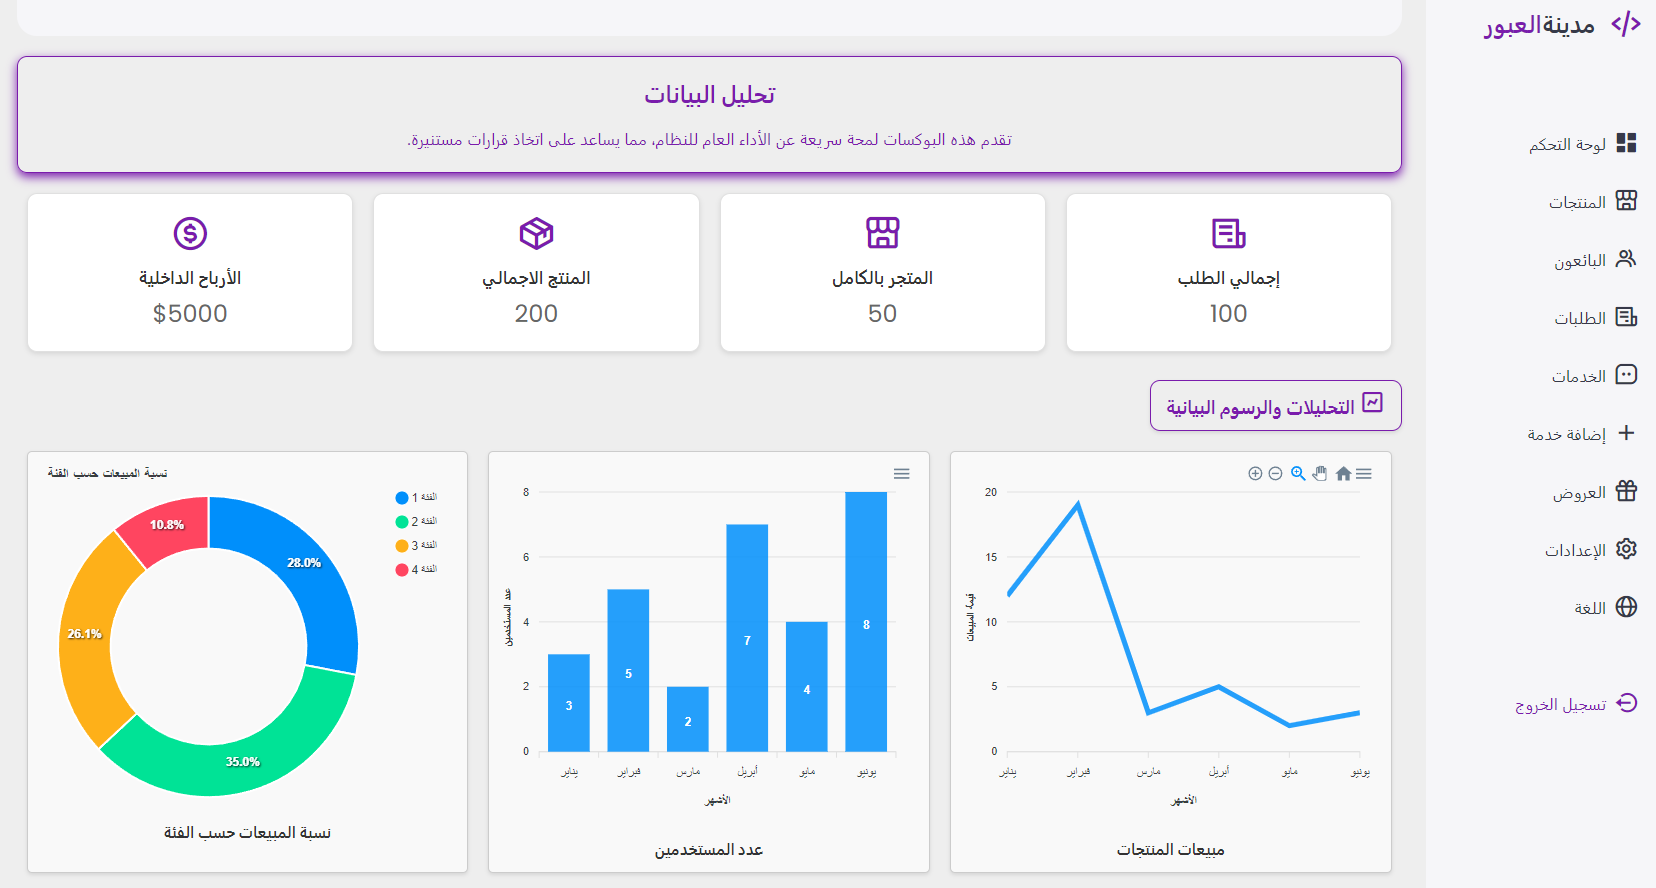 مدينةالعبور
لوحة التحكم
المنتجات
البائعون
الطلبات
الخدمات
إضافة خدمة
العروض
الإعدادات
اللغة
تسجيل الخروج
تحليل البيانات
تقدم هذه البوكسات لمحة سريعة عن الأداء العام للنظام، مما يساعد على اتخاذ قرارات مستنيرة.
إجمالي الطلب
100
المتجر بالكامل
50
المنتج الاجمالي
200
الأرباح الداخلية
$5000
التحليلات والرسوم البيانية
20
15
10
5
0
قيمة المبيعات
يناير
فبراير
مارس
أبريل
مايو
يونيو
الأشهر
مبيعات المنتجات
8
6
4
2
0
عدد المستخدمين
3
5
2
7
4
8
يناير
فبراير
مارس
أبريل
مايو
يونيو
الأشهر
عدد المستخدمين
نسبة المبيعات حسب الفئة
الفئة 1
الفئة 2
الفئة 3
الفئة 4
28.0%
35.0%
26.1%
10.8%
نسبة المبيعات حسب الفئة